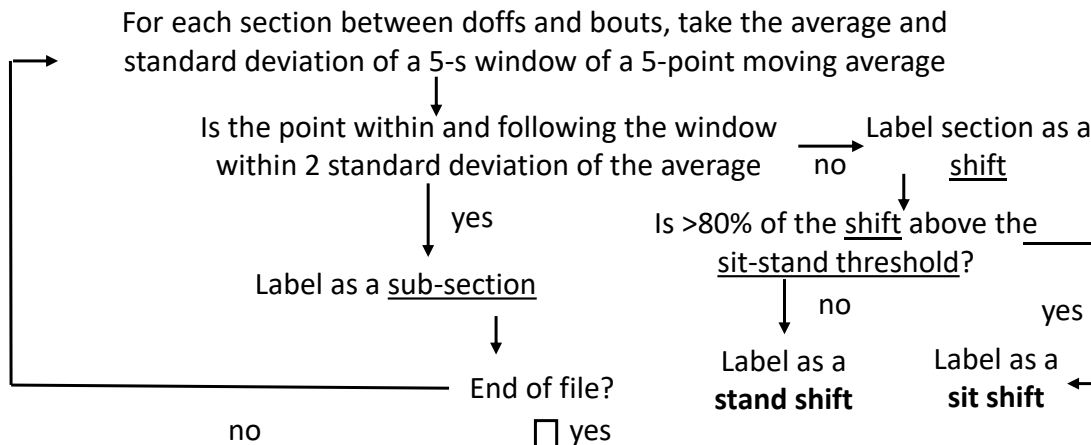 For each section between doffs and bouts, take the average and
standard deviation of a 5-s window of a 5-point moving average
Is the point within and following the window
within 2 standard deviation of the average
no
Label section as a
shift
yes
Is >80% of the shift above the
sit-stand threshold?
Label as a sub-section
no
yes
Label as a
stand shift
Label as a
sit shift
End of file?
no
yes